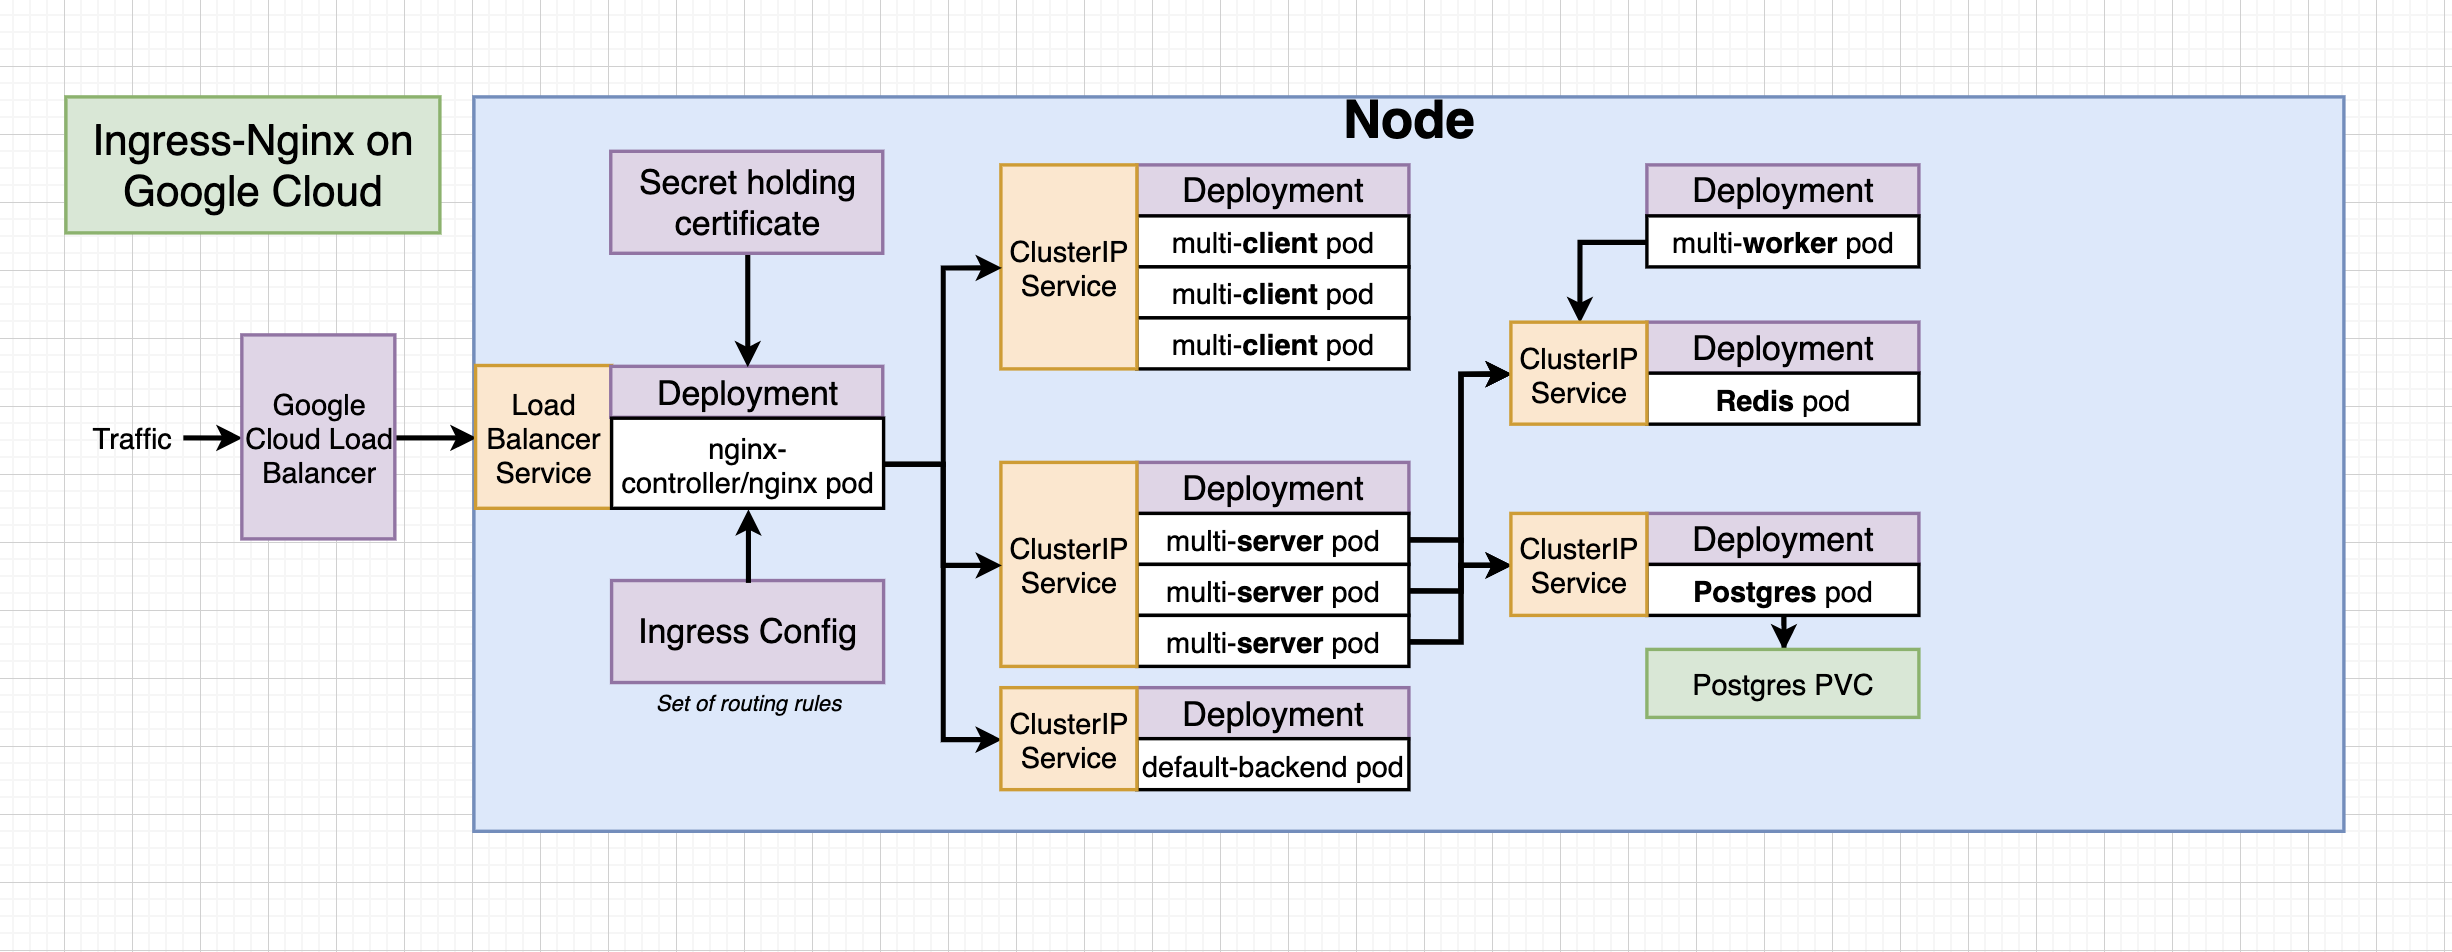 Ingress-Nginx on
Google Cloud
Node
Traffic
Google
Cloud Load
Balancer
Load
Balancer
Service
Secret holding
certificate
Deployment
nginx-
controller/nginx pod
Ingress Config
Set of routing rules
ClusterIP
Service
Deployment
multi-client pod
multi-client pod
multi-client pod
ClusterIP
Service
Deployment
multi-server pod
multi-server pod
multi-server pod
ClusterIP
Service
Deployment
default-backend pod
Deployment
multi-worker pod
ClusterIP
Service
Deployment
Redis pod
ClusterIP
Service
Deployment
Postgres pod
Postgres PVC